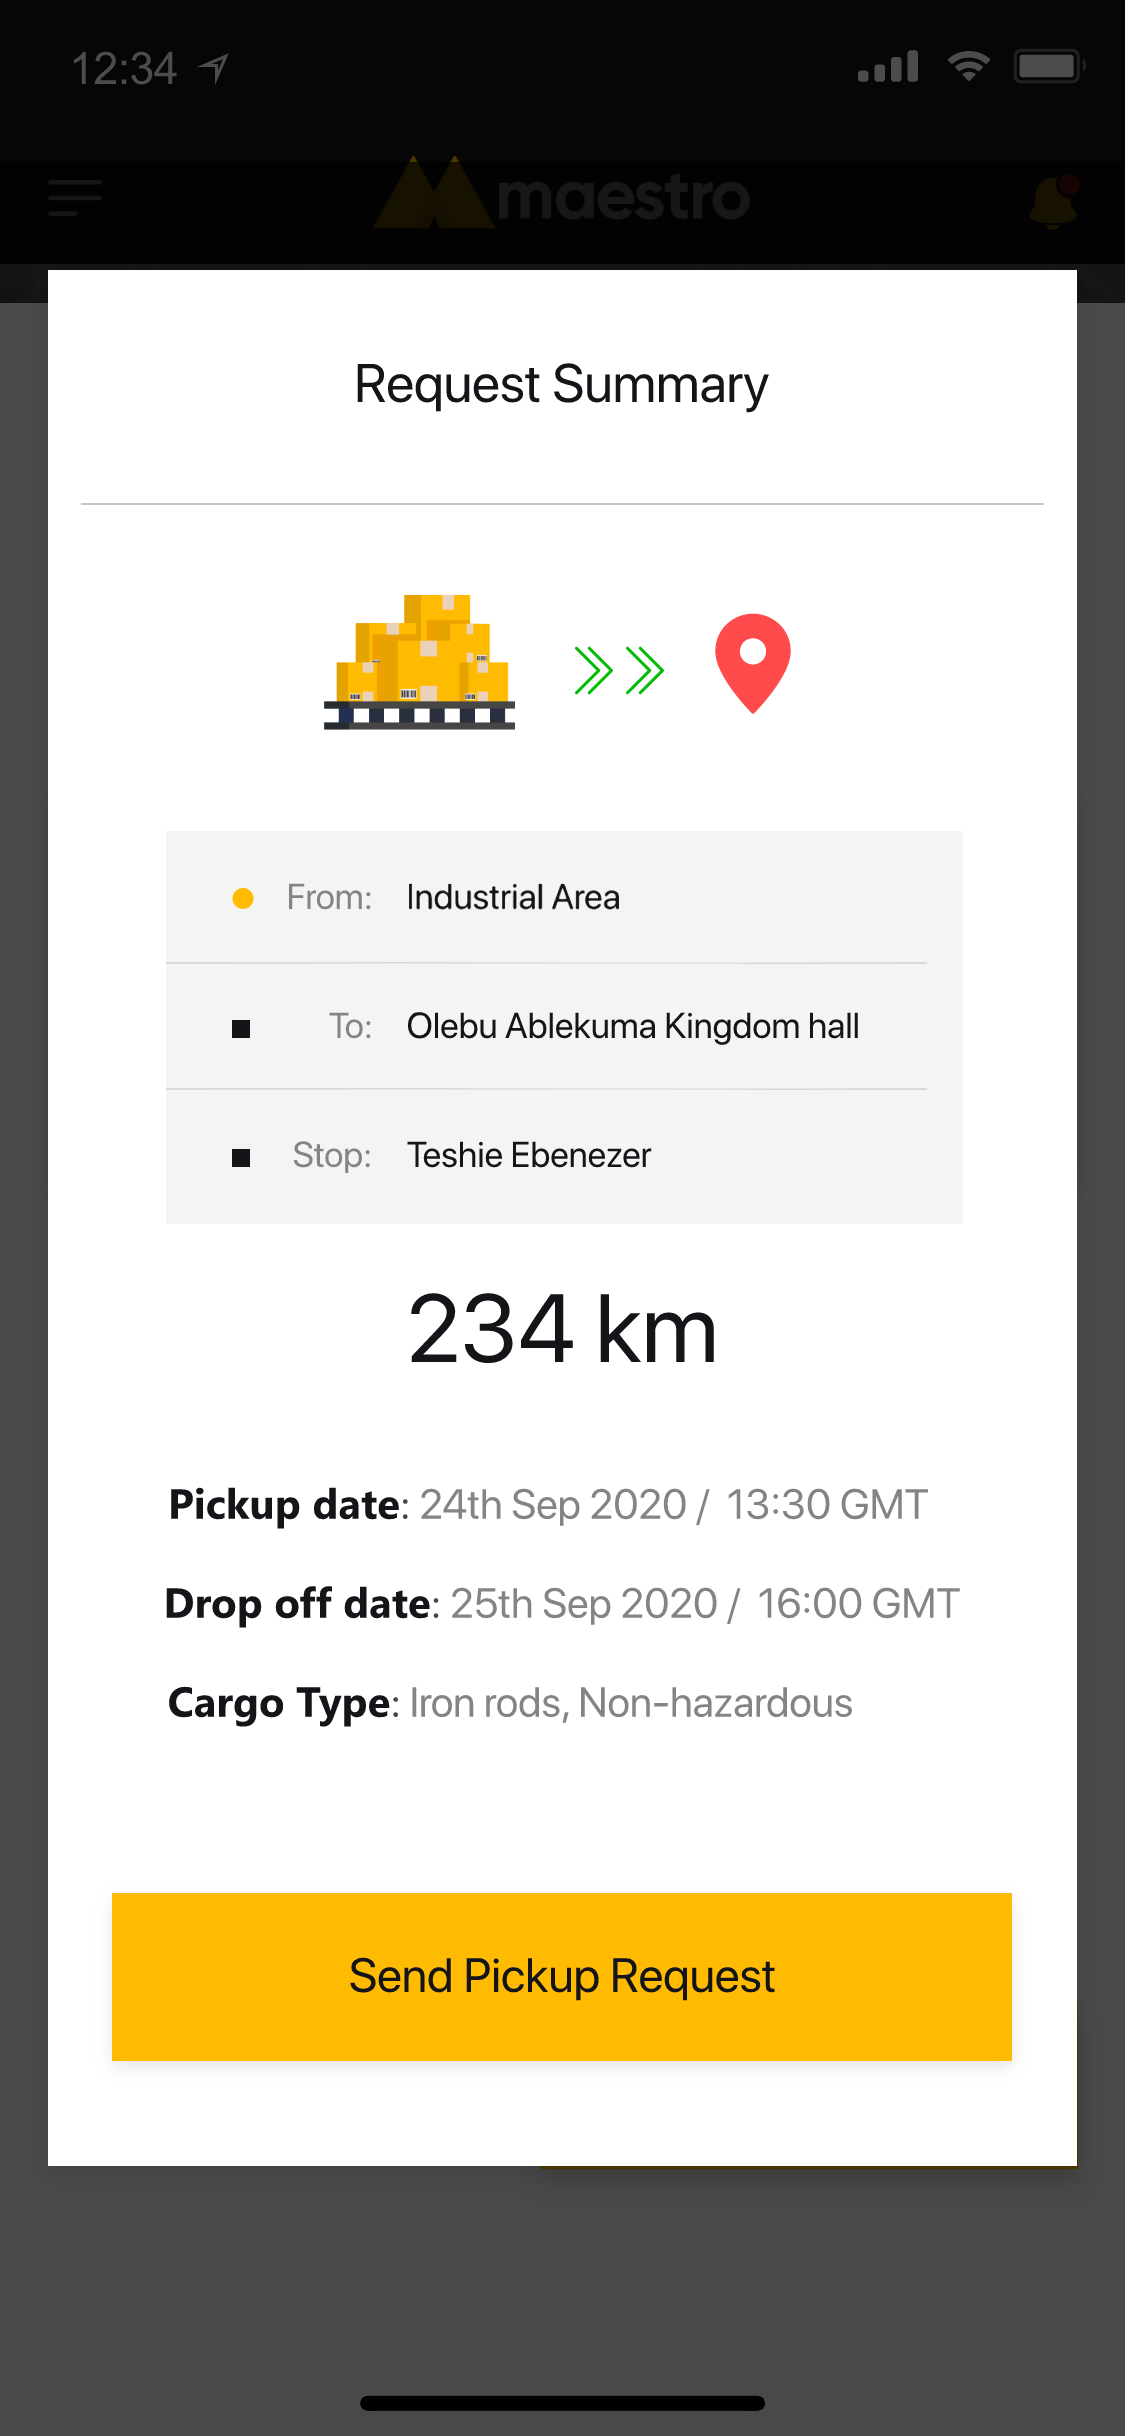 12:34
maestro
Request Summary
From: Industrial Area
To: Olebu Ablekuma Kingdom hall
Stop: Teshie Ebenezer
234 km
Pickup date: 24th Sep 2020 / 13:30 GMT
Drop off date: 25th Sep 2020 / 16:00 GMT
Cargo Type: Iron rods, Non-hazardous
Send Pickup Request